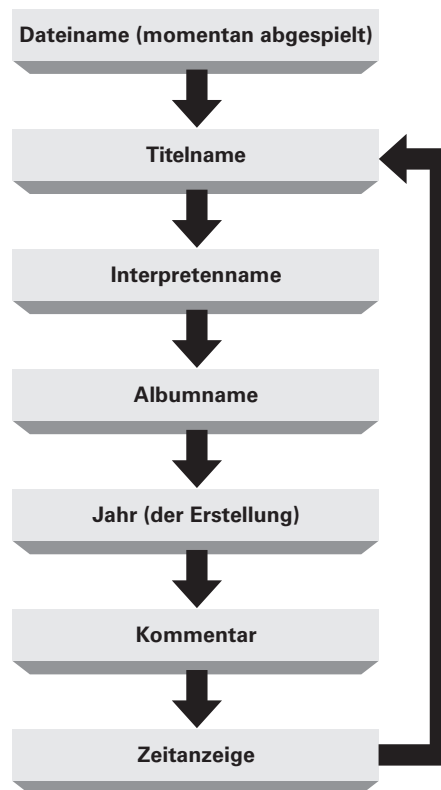 Dateiname (momentan abgespielt)
Titelname
Interpretenname
Albumname
Jahr (der Erstellung)
Kommentar
Zeitanzeige